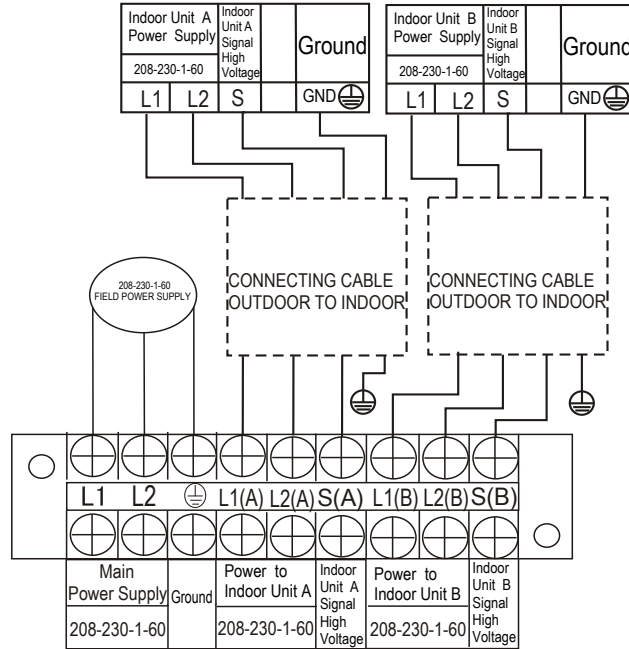 Indoor Unit A
Power Supply
208-230-1-60
Indoor
Unit A
Signal
High
Voltage
Ground
L1 L2 S GND
Indoor Unit B
Power Supply
208-230-1-60
Indoor
Unit B
Signal
High
Voltage
Ground
L1 L2 S GND
208-230-1-60
FIELD POWER SUPPLY
CONNECTING CABLE
OUTDOOR TO INDOOR
CONNECTING CABLE
OUTDOOR TO INDOOR
L1 L2 L1(A) L2(A) S(A) L1(B) L2(B) S(B)
Main
Power Supply
208-230-1-60
Ground
Power to
Indoor Unit A
208-230-1-60
Indoor
Unit A
Signal
High
Voltage
Power to
Indoor Unit B
208-230-1-60
Indoor
Unit B
Signal
High
Voltage